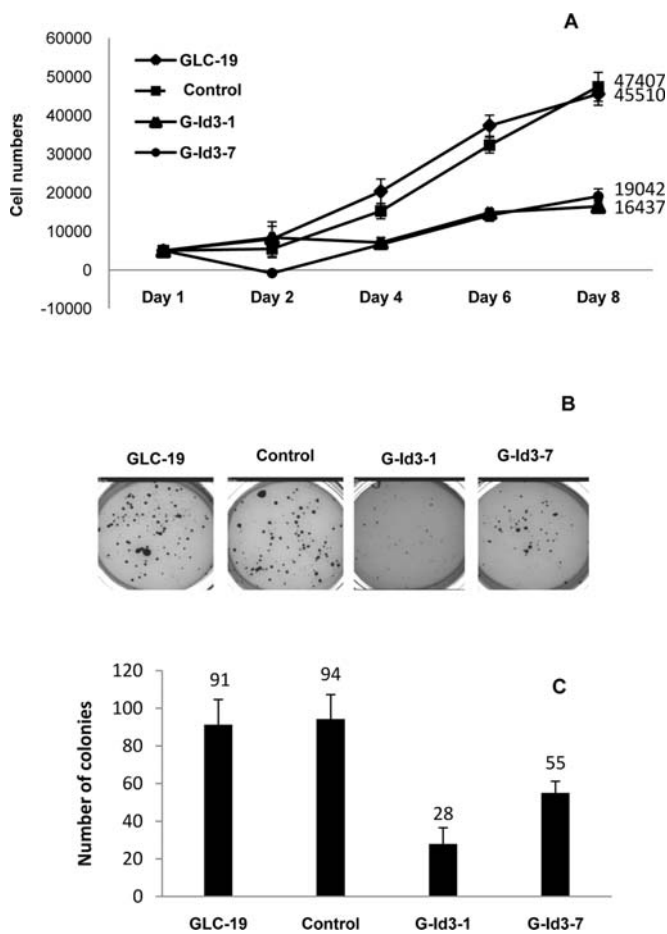 A
60000
50000
40000
30000
20000
10000
0
-10000
Cell numbers
GLC-19
Control
G-Id3-1
G-Id3-7
47407
45510
19042
16437
Day 1 Day 2 Day 4 Day 6 Day 8
B
GLC-19 Control G-Id3-1 G-Id3-7
C
120
100
80
60
40
20
0
Number of colonies
91
94
28
55
GLC-19 Control G-Id3-1 G-Id3-7